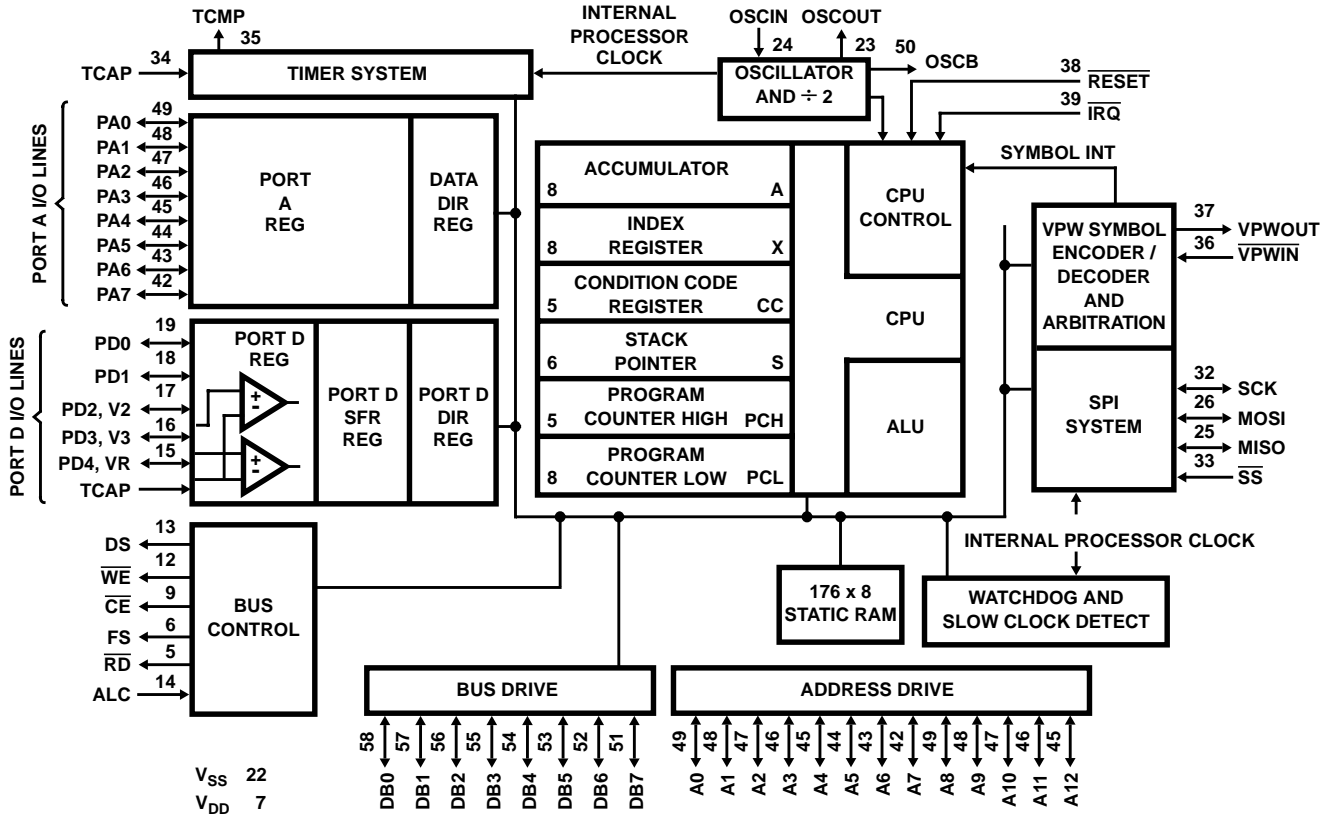 TCMP
35
INTERNAL
PROCESSOR
CLOCK
OSCIN
OSCOUT
24
23
50
OSCB
34
TCAP
TIMER SYSTEM
OSCILLATOR
AND ÷ 2
38
RESET
39
IRQ
SYMBOL INT
PORT A I/O LINES
49
PA0
48
PA1
47
PA2
46
PA3
45
PA4
44
PA5
43
PA6
42
PA7
PORT
A
REG
DATA
DIR
REG
ACCUMULATOR
8 A
INDEX
REGISTER
8 X
CONDITION CODE
REGISTER
5 CC
STACK
POINTER
6 S
PROGRAM
COUNTER HIGH
5 PCH
PROGRAM
COUNTER LOW
8 PCL
CPU
CONTROL
CPU
ALU
VPW SYMBOL
ENCODER /
DECODER
AND
ARBITRATION
37
VPWOUT
36
VPWIN
SPI
SYSTEM
32
SCK
26
MOSI
25
MISO
33
SS
PORT D I/O LINES
19
PD0
18
PD1
17
PD2, V2
16
PD3, V3
15
PD4, VR
TCAP
PORT D
REG
+
-
+
-
PORT D
SFR
REG
PORT D
DIR
REG
13
DS
12
WE
9
CE
6
FS
5
RD
14
ALC
BUS
CONTROL
INTERNAL PROCESSOR CLOCK
176 x 8
STATIC RAM
WATCHDOG AND
SLOW CLOCK DETECT
BUS DRIVE
58 57 56 55 54 53 52 51
DB0 DB1 DB2 DB3 DB4 DB5 DB6 DB7
ADDRESS DRIVE
49 48 47 46 45 44 43 42 49 48 47 46 45
A0 A1 A2 A3 A4 A5 A6 A7 A8 A9 A10 A11 A12
VSS 22
VDD 7